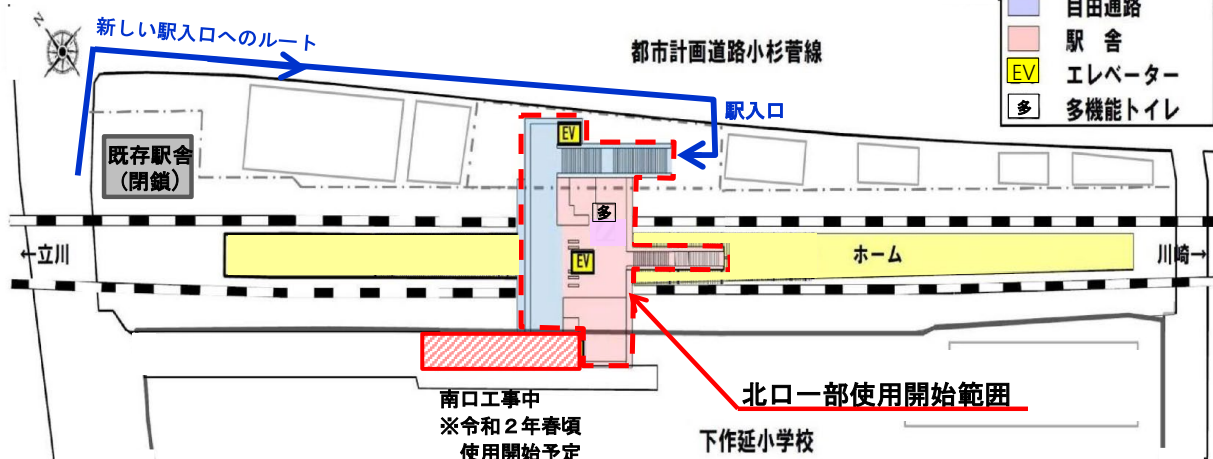 N
新しい駅入口へのルート
都市計画道路小杉菅線
自由通路
駅 舎
EV エレベーター
多 多機能トイレ
駅入口
EV
既存駅舎
(閉鎖)
多
←立川
EV
ホーム
川崎→
北口一部使用開始範囲
南口工事中
※令和2年春頃
使用開始予定
下作延小学校